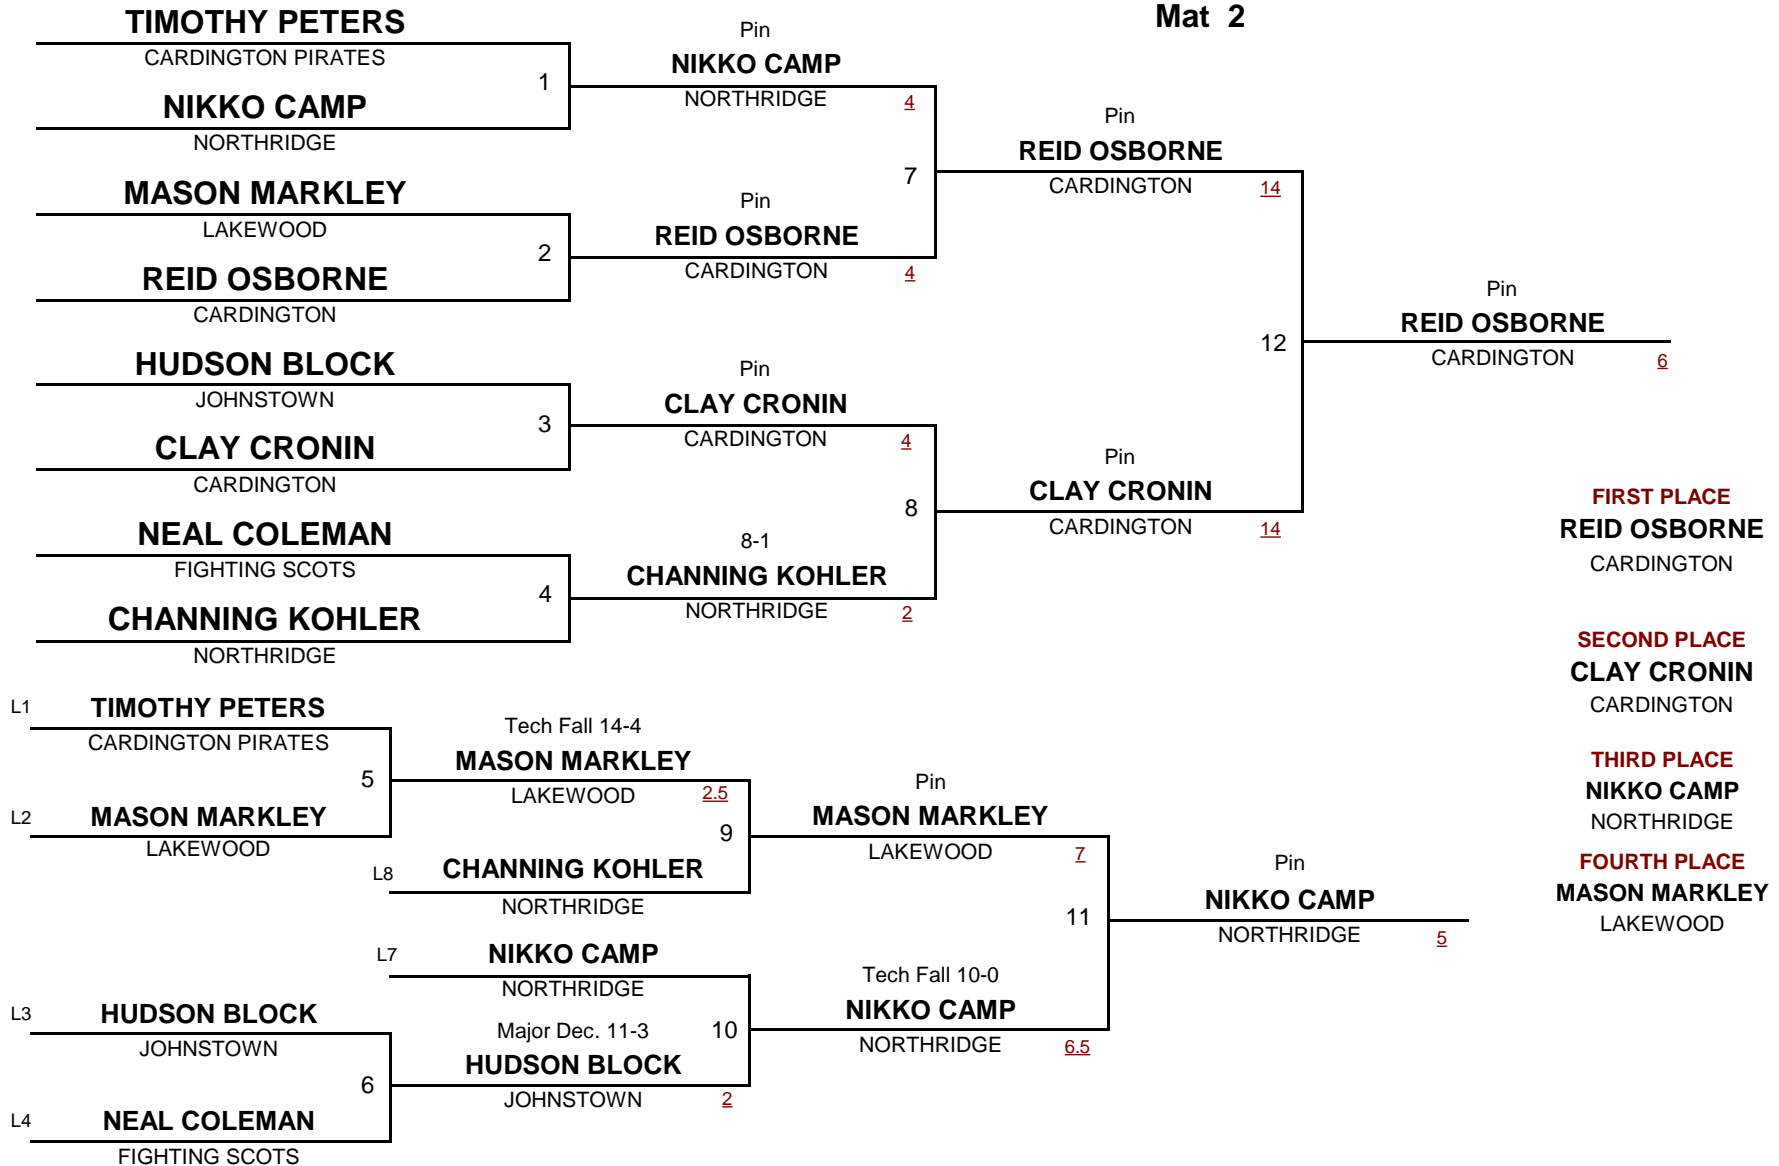 Mat 2
TIMOTHY PETERS
CARDINGTON PIRATES
1
NIKKO CAMP
NORTHRIDGE
MASON MARKLEY
LAKEWOOD
2
REID OSBORNE
CARDINGTON
HUDSON BLOCK
JOHNSTOWN
3
CLAY CRONIN
CARDINGTON
NEAL COLEMAN
FIGHTING SCOTS
4
CHANNING KOHLER
NORTHRIDGE
Pin
NIKKO CAMP
NORTHRIDGE 4
7
Pin
REID OSBORNE
CARDINGTON 4
Pin
CLAY CRONIN
CARDINGTON 4
8
8-1
CHANNING KOHLER
NORTHRIDGE 2
Pin
REID OSBORNE
CARDINGTON 14
12
Pin
CLAY CRONIN
CARDINGTON 14
Pin
REID OSBORNE
CARDINGTON 6
FIRST PLACE
REID OSBORNE
CARDINGTON
SECOND PLACE
CLAY CRONIN
CARDINGTON
THIRD PLACE
NIKKO CAMP
NORTHRIDGE
FOURTH PLACE
MASON MARKLEY
LAKEWOOD
L1 TIMOTHY PETERS
CARDINGTON PIRATES
5
L2 MASON MARKLEY
LAKEWOOD
Tech Fall 14-4
MASON MARKLEY
LAKEWOOD 2.5
9
L8 CHANNING KOHLER
NORTHRIDGE
L7 NIKKO CAMP
NORTHRIDGE
10
L3 HUDSON BLOCK
JOHNSTOWN
6
L4 NEAL COLEMAN
FIGHTING SCOTS
Major Dec. 11-3
HUDSON BLOCK
JOHNSTOWN 2
Pin
MASON MARKLEY
LAKEWOOD 7
11
Tech Fall 10-0
NIKKO CAMP
NORTHRIDGE 6.5
Pin
NIKKO CAMP
NORTHRIDGE 5